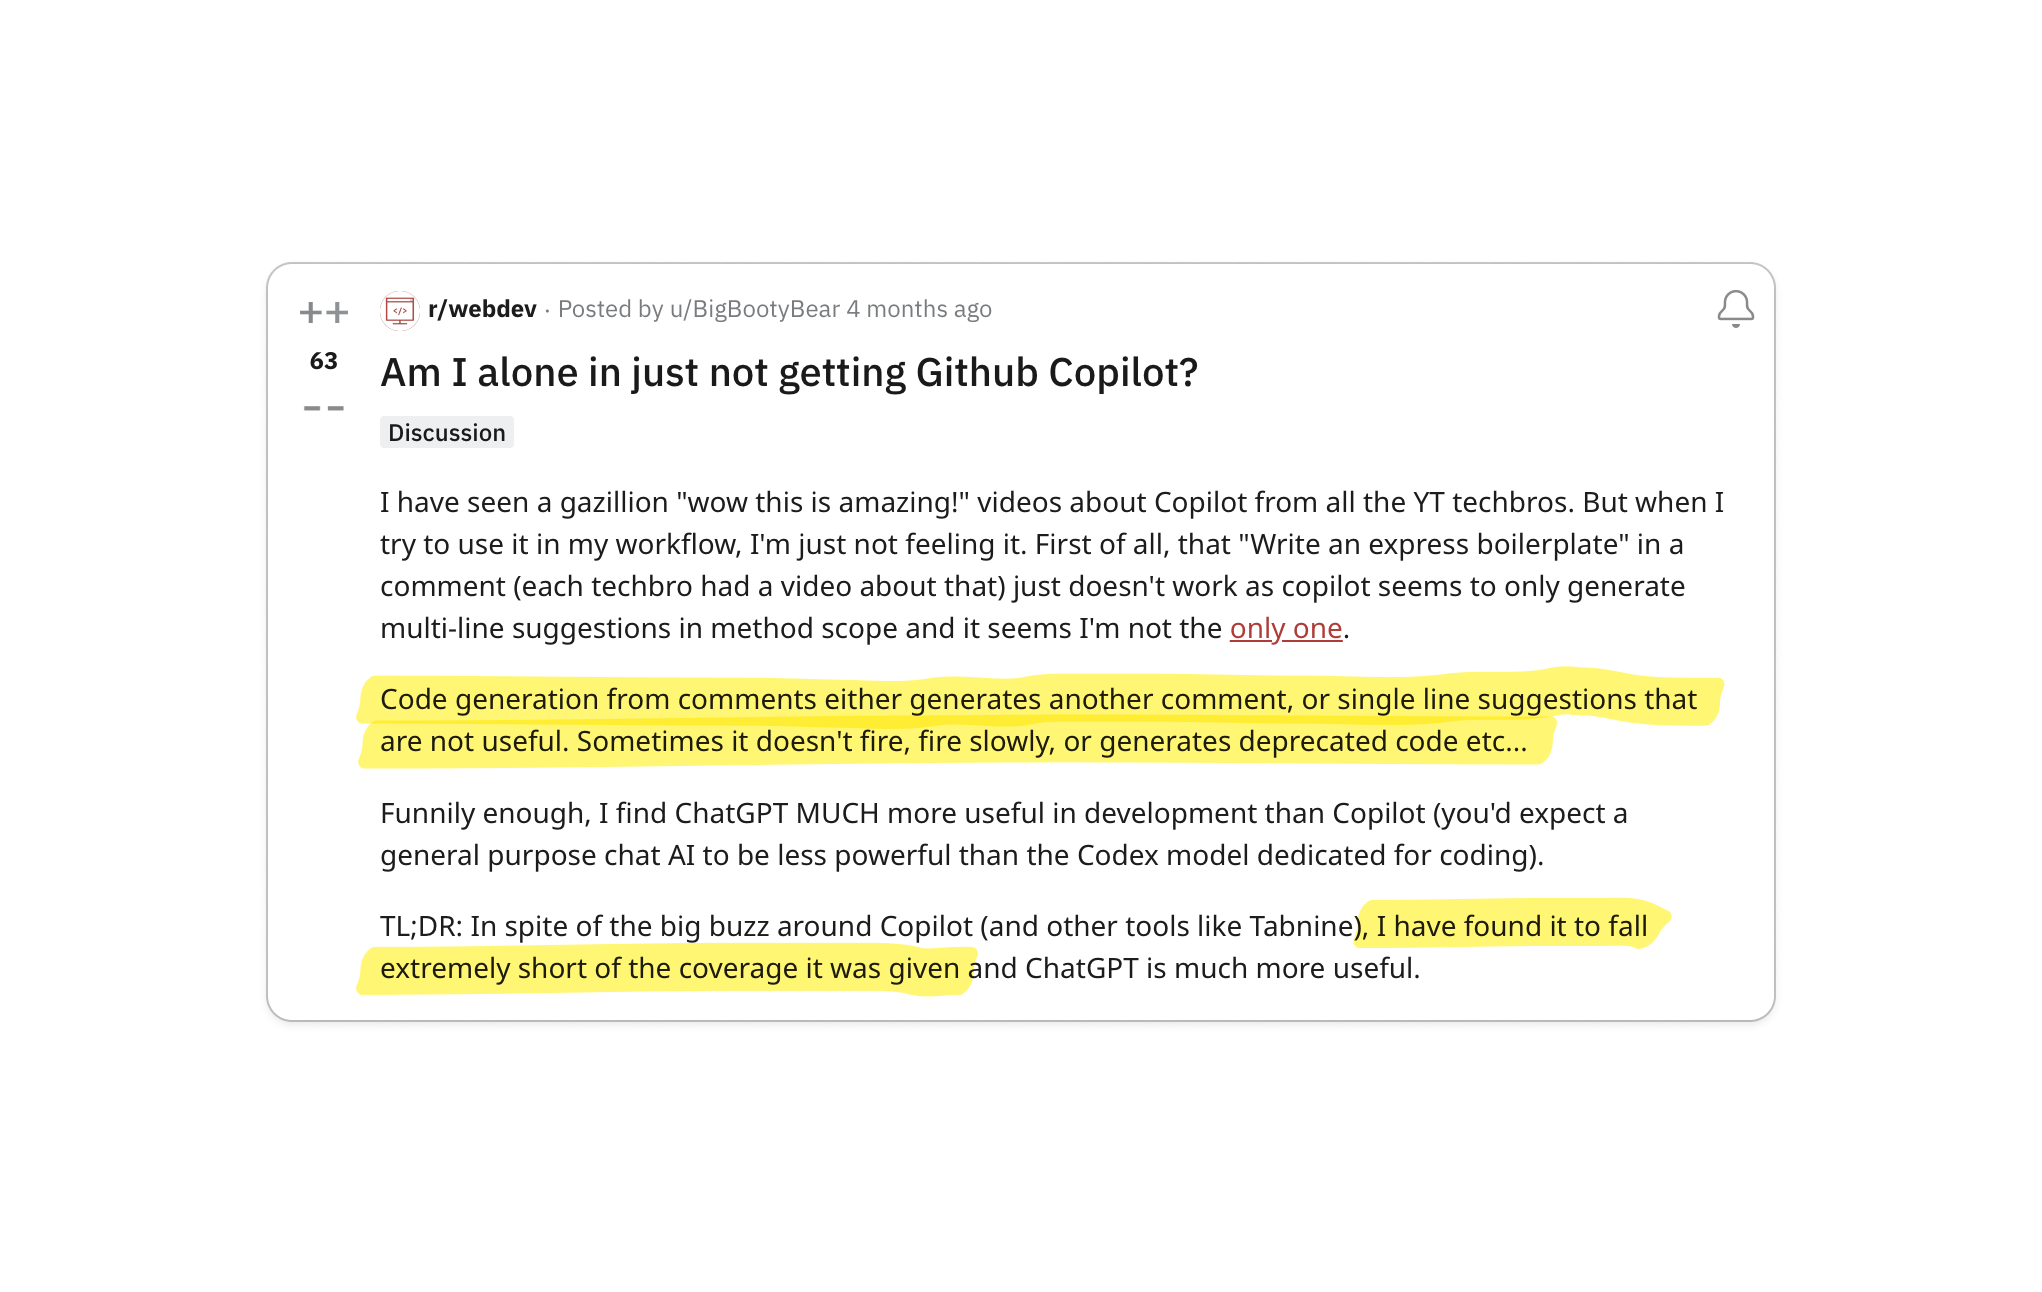 ++
r/webdev · Posted by u/BigBootyBear 4 months ago
63
Am I alone in just not getting Github Copilot?
--
Discussion
I have seen a gazillion "wow this is amazing!" videos about Copilot from all the YT techbros. But when I
try to use it in my workflow, I'm just not feeling it. First of all, that "Write an express boilerplate" in a
comment (each techbro had a video about that) just doesn't work as copilot seems to only generate
multi-line suggestions in method scope and it seems I'm not the only one.
Code generation from comments either generates another comment, or single line suggestions that
are not useful. Sometimes it doesn't fire, fire slowly, or generates deprecated code etc...
Funnily enough, I find ChatGPT MUCH more useful in development than Copilot (you'd expect a
general purpose chat AI to be less powerful than the Codex model dedicated for coding).
TL;DR: In spite of the big buzz around Copilot (and other tools like Tabnine), I have found it to fall
extremely short of the coverage it was given and ChatGPT is much more useful.